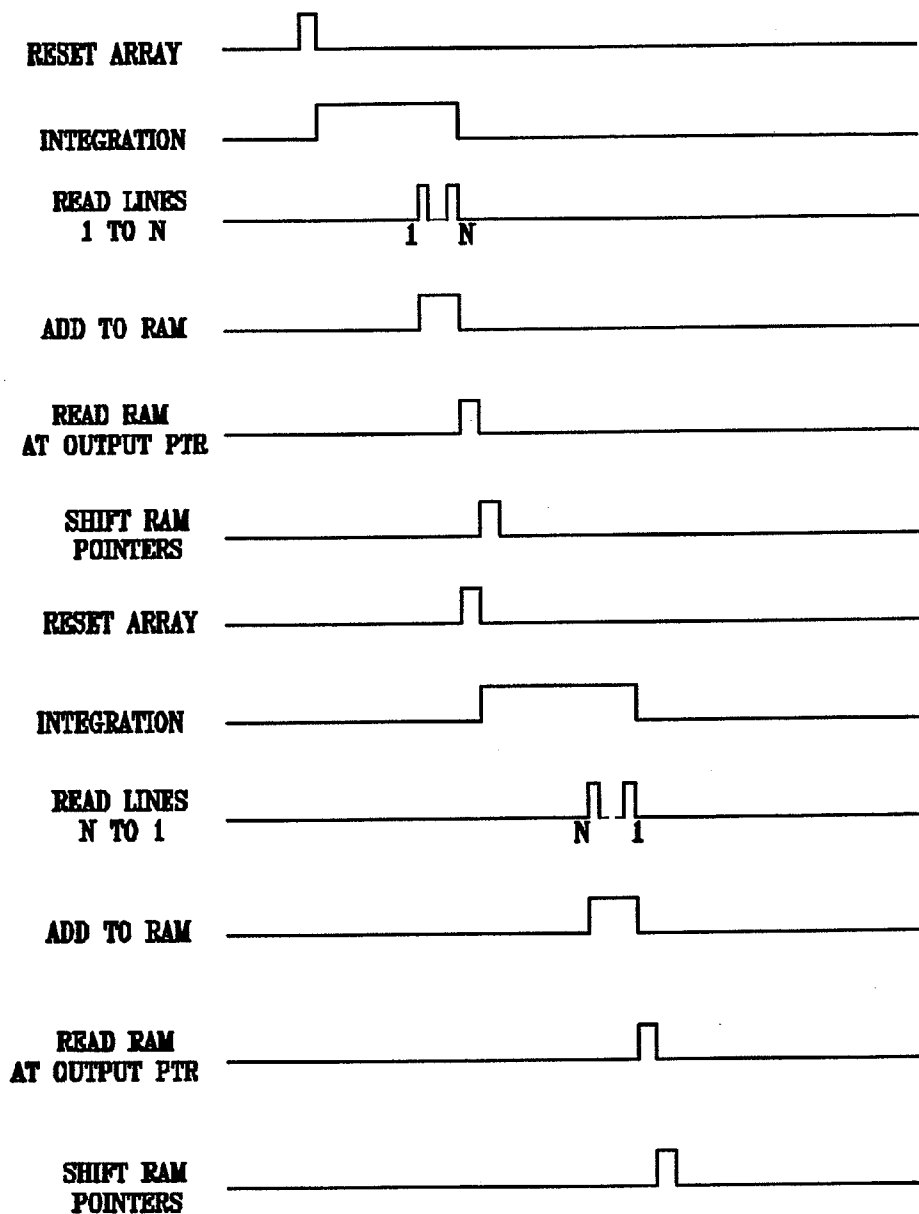 RESET ARRAY
INTEGRATION
READ LINES
1 TO N
1 N
ADD TO RAM
READ RAM
AT OUTPUT PTR
SHIFT RAM
POINTERS
RESET ARRAY
INTEGRATION
READ LINES
N TO 1
N 1
ADD TO RAM
READ RAM
AT OUTPUT PTR
SHIFT RAM
POINTERS